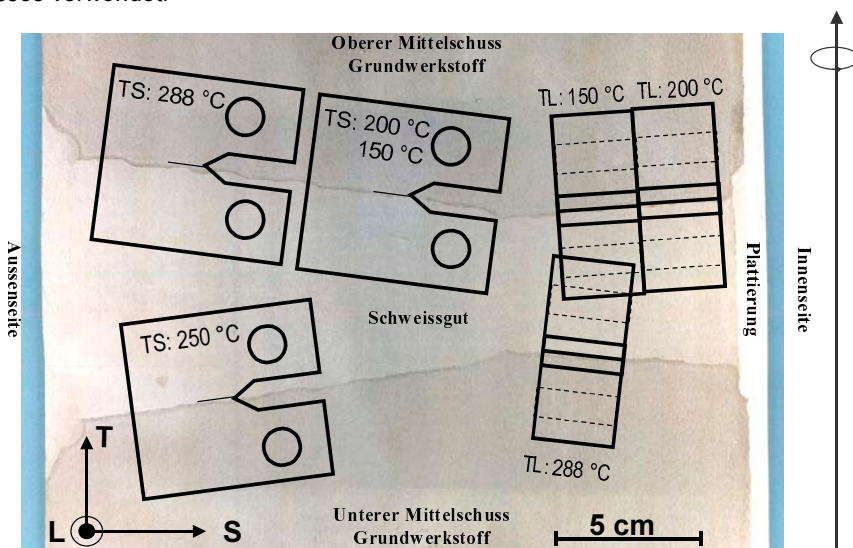 Oberer Mittelschuss
Grundwerkstoff
TS: 288 °C
TS: 200 °C
150 °C
TL: 150 °C
TL: 200 °C
Aussenseite
Schweissgut
Plattierung
Innenseite
TS: 250 °C
TL: 288 °C
T
L
S
Unterer Mittelschuss
Grundwerkstoff
5 cm